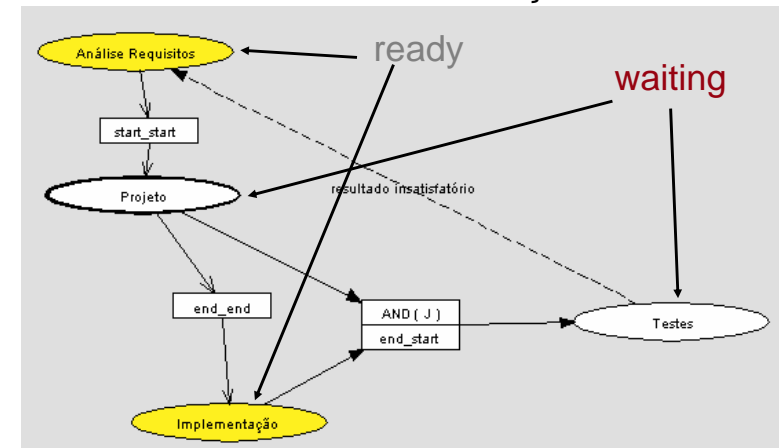 ready
Análise Requisitos
waiting
start_start
Projeto
resultado insatisfatório
end_end
AND ( J )
end_start
Testes
Implementação